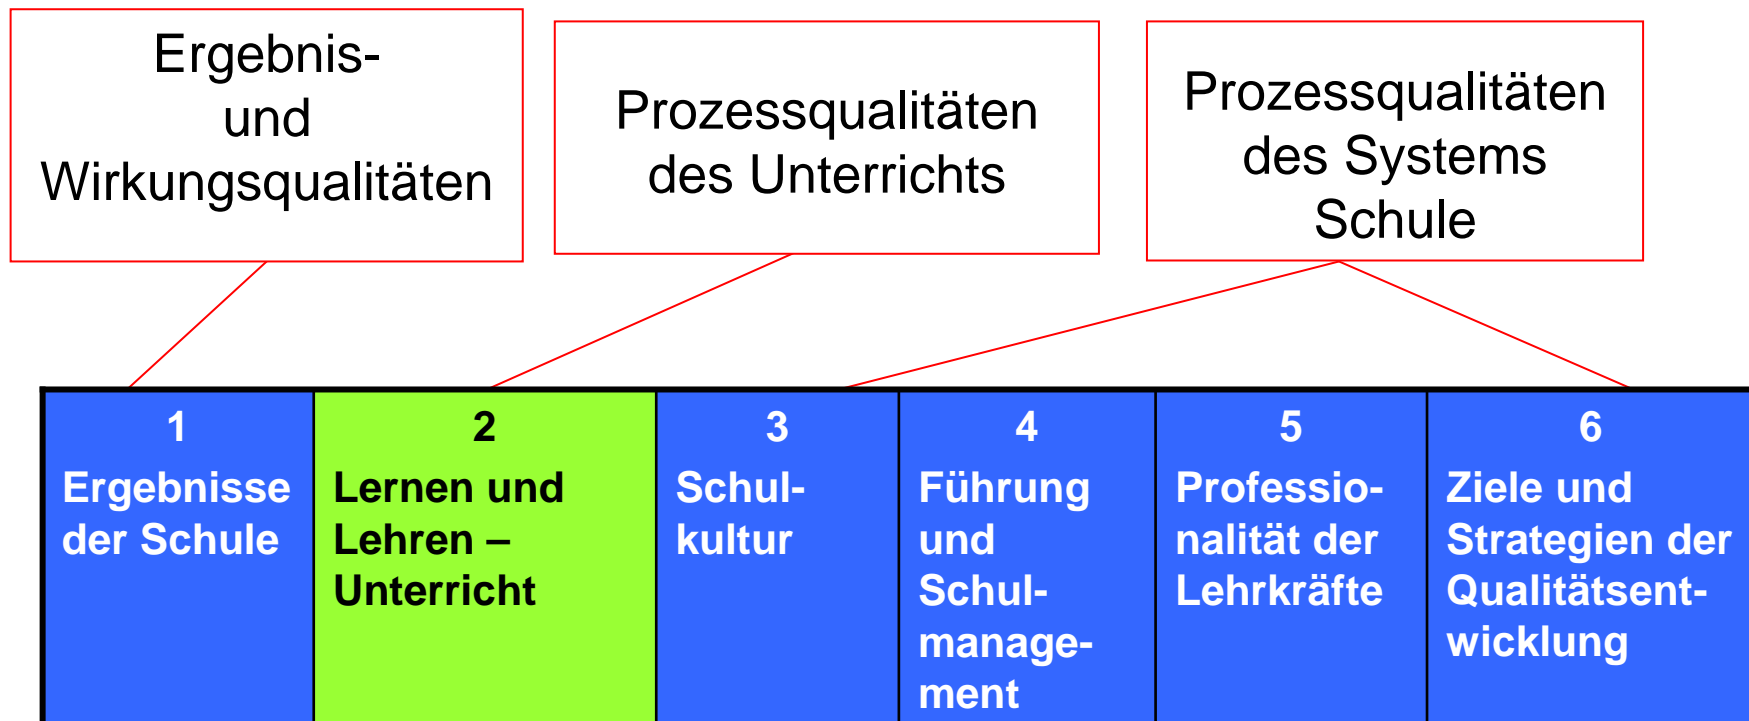 Ergebnis-
und
Wirkungsqualitäten
Prozessqualitäten
des Unterrichts
Prozessqualitäten
des Systems
Schule
1
Ergebnisse
der Schule
2
Lernen und
Lehren –
Unterricht
3
Schul-
kultur
4
Führung
und
Schul-
manage-
ment
5
Professio-
nalität der
Lehrkräfte
6
Ziele und
Strategien der
Qualitätsent-
wicklung